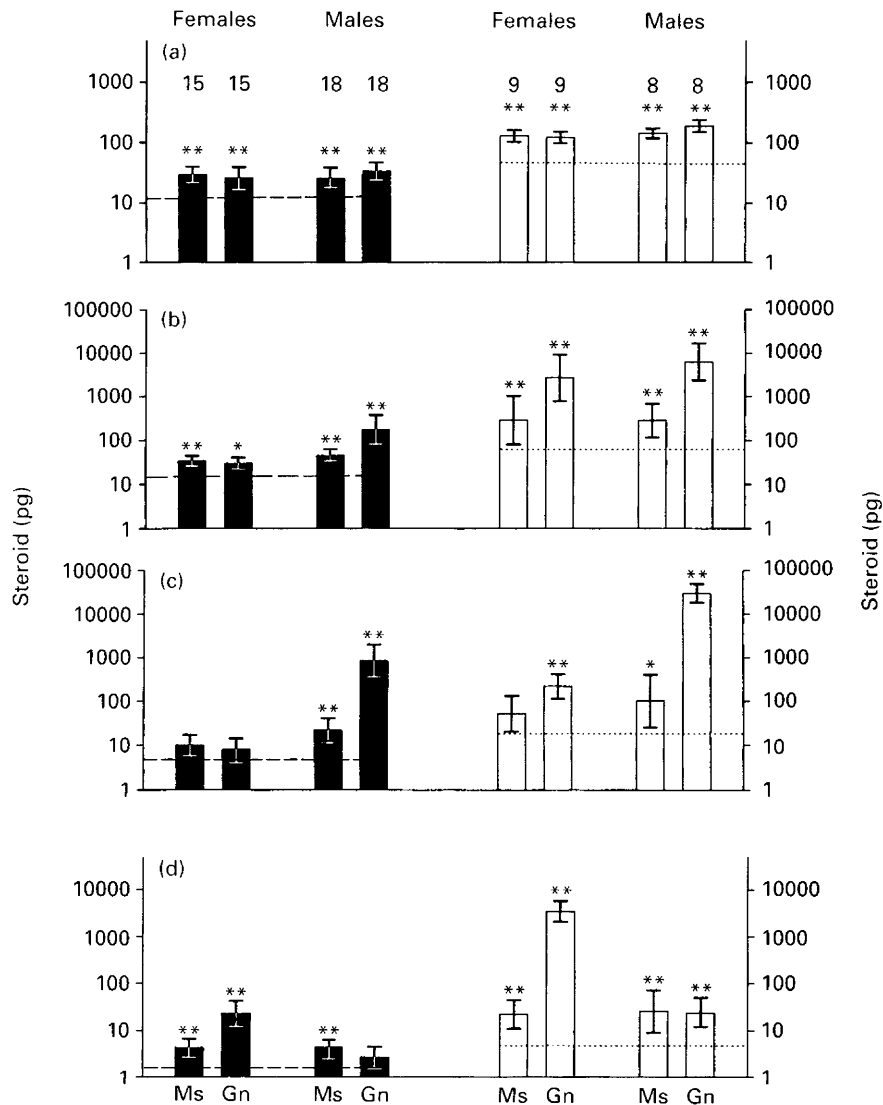 Females Males Females Males
(a)
15 15 18 18 9 9 8 8
** ** ** ** ** ** ** **
1000 1000
100 100
10 10
1 1
(b)
100000 100000
10000 10000
1000 1000
100 100
10 10
1 1
** * ** ** ** ** ** **
Steroid (pg) Steroid (pg)
(c)
100000 100000
10000 10000
1000 1000
100 100
10 10
1 1
** ** ** * **
(d)
10000 10000
1000 1000
100 100
10 10
1 1
** ** ** ** ** ** **
Ms Gn Ms Gn Ms Gn Ms Gn